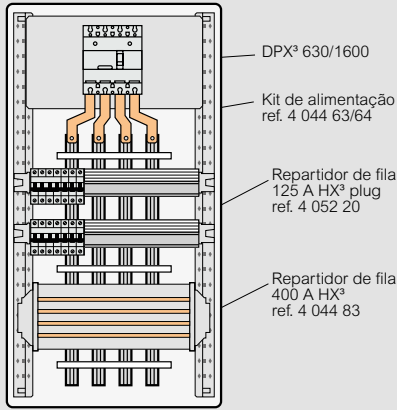 DPX³ 630/1600
Kit de alimentação
ref. 4 044 63/64
Repartidor de fila
125 A HX³ plug
ref. 4 052 20
Repartidor de fila
400 A HX³
ref. 4 044 83